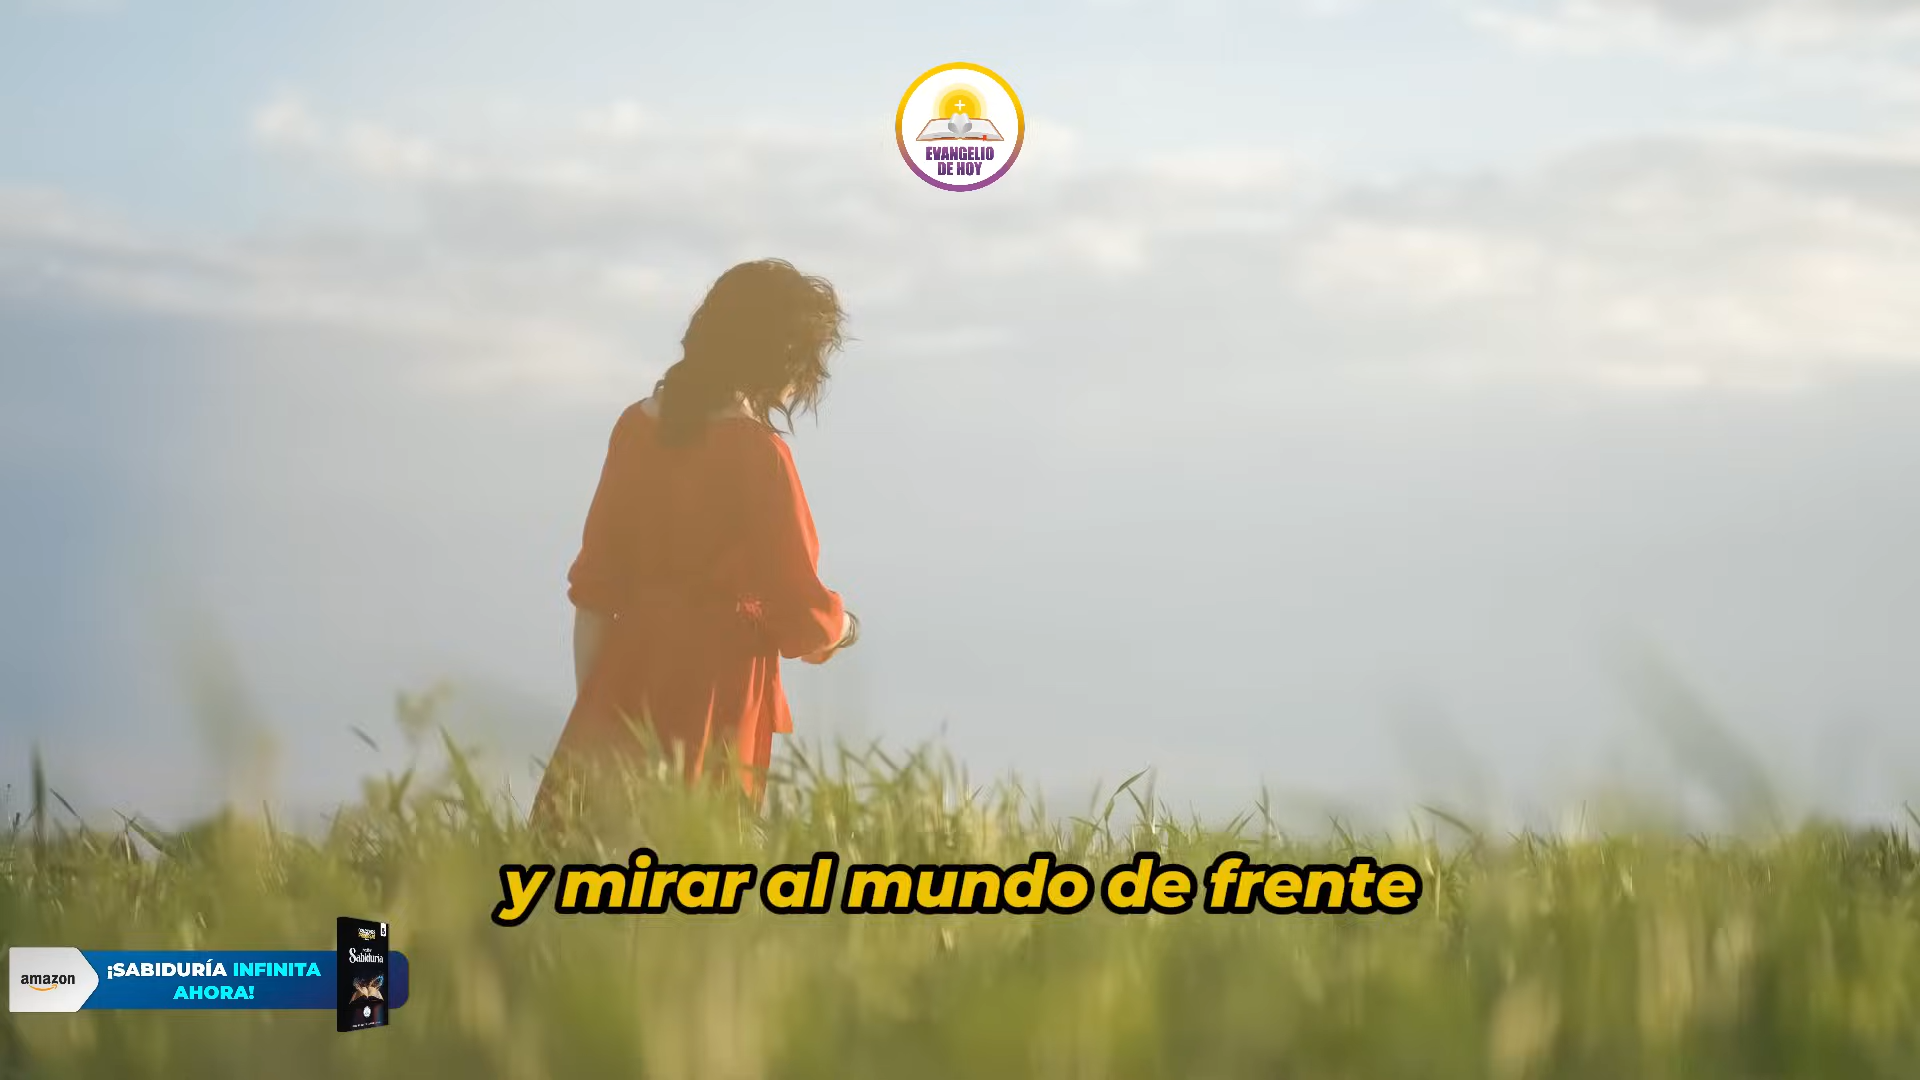 EVANGELIO
DE HOY
y mirar al mundo de frente
amazon
¡SABIDURÍA INFINITA
AHORA!
Sabiduría